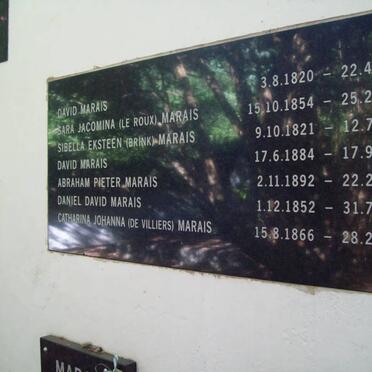 DAVID MARAIS 3.8.1820 – 22.4
SARA JACOMINA (LE ROUX) MARAIS 15.10.1854 – 25.2
SIBELLA EKSTEEN (BRINK) MARAIS 9.10.1821 – 12.7
DAVID MARAIS 17.6.1884 – 17.9
ABRAHAM PIETER MARAIS 2.11.1892 – 22.2
DANIEL DAVID MARAIS 1.12.1852 – 31.7
CATHARINA JOHANNA (DE VILLIERS) MARAIS 15.8.1866 – 28.2